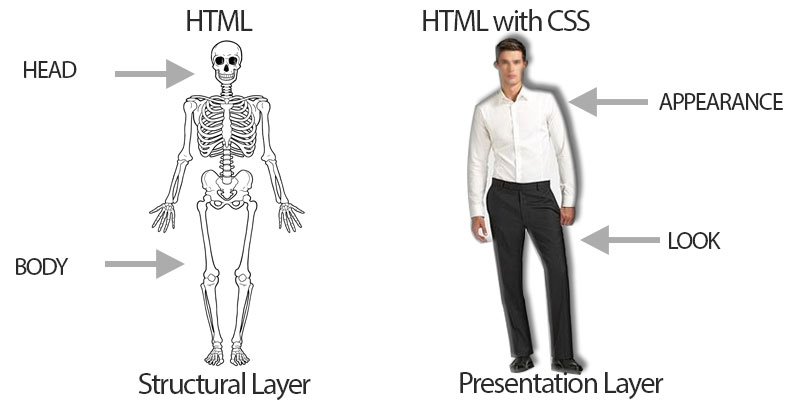 HTML
HTML with CSS
HEAD
APPEARANCE
LOOK
BODY
Structural Layer
Presentation Layer